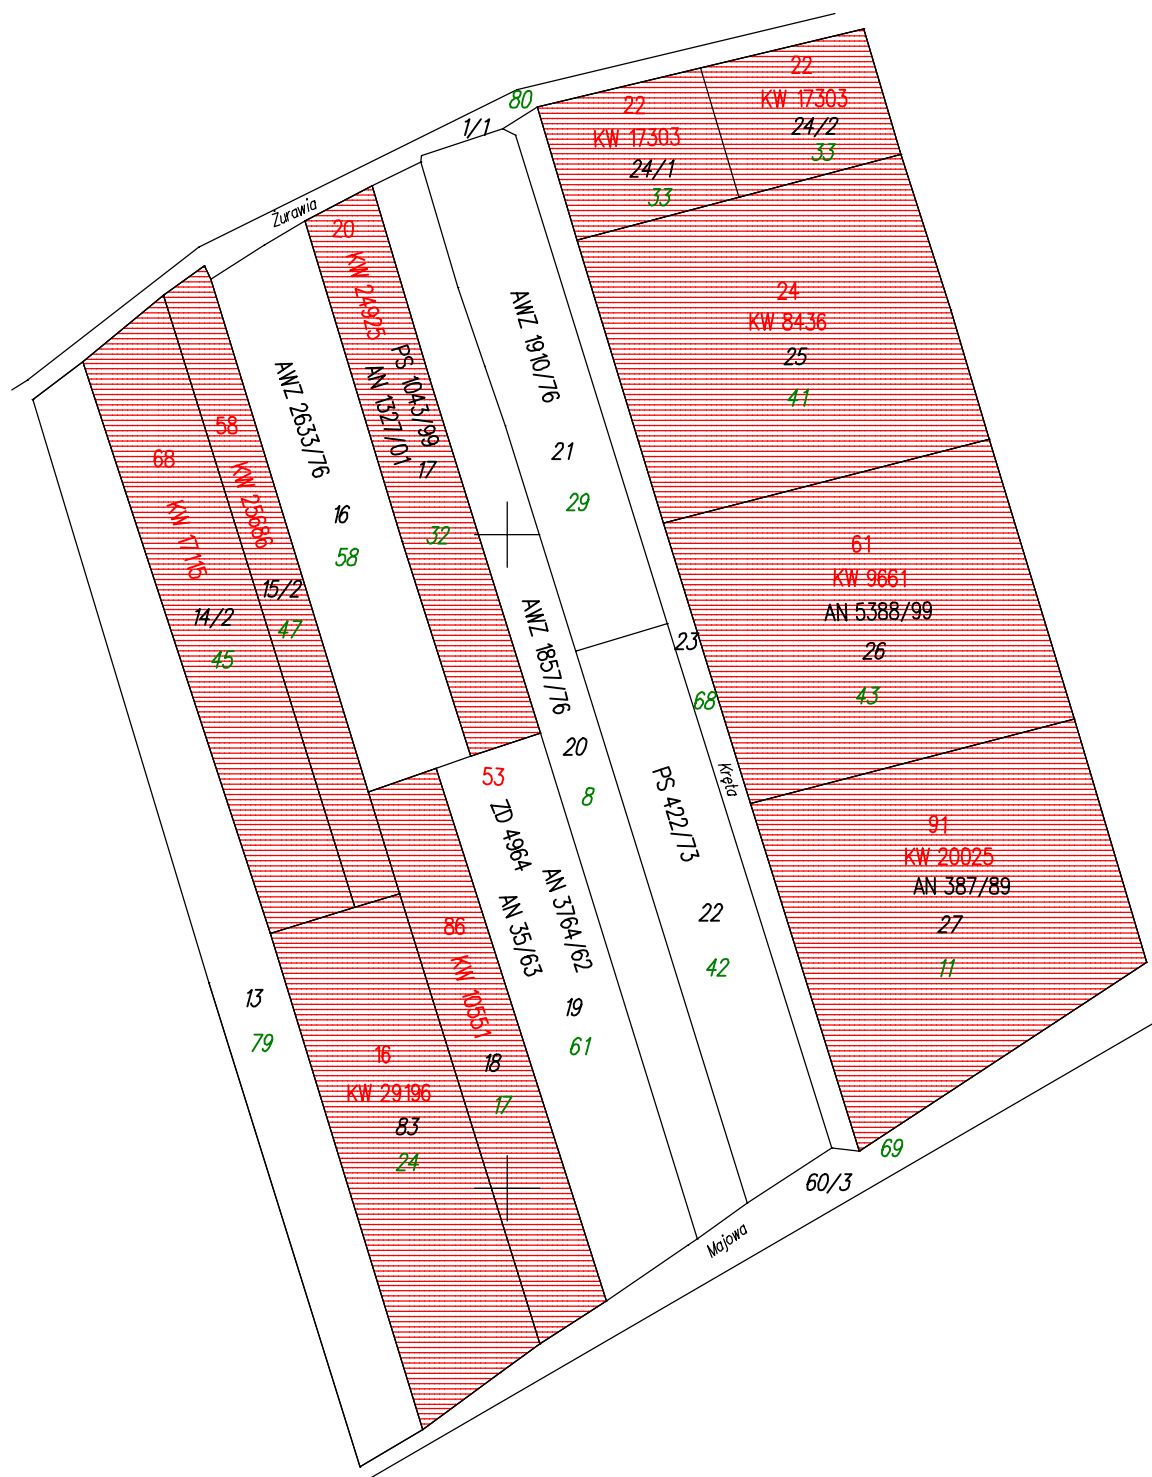 80
1/1
Żurawia
22
KW 17303
24/1
33
22
KW 17303
24/2
33
20
KW 24925
PS 1043/99
AN 1327/01
17
32
AWZ 1910/76
21
29
24
KW 8436
25
41
AWZ 2633/76
16
58
58
KW 25686
15/2
47
68
KW 17115
14/2
45
61
KW 9661
AN 5388/99
26
43
AWZ 1857/76
20
8
23
68
Kręta
53
ZD 4964
AN 3764/62
AN 35/63
19
61
PS 422/73
22
42
91
KW 20025
AN 387/89
27
11
86
KW 10551
18
17
13
79
16
KW 29196
83
24
69
60/3
Majowa